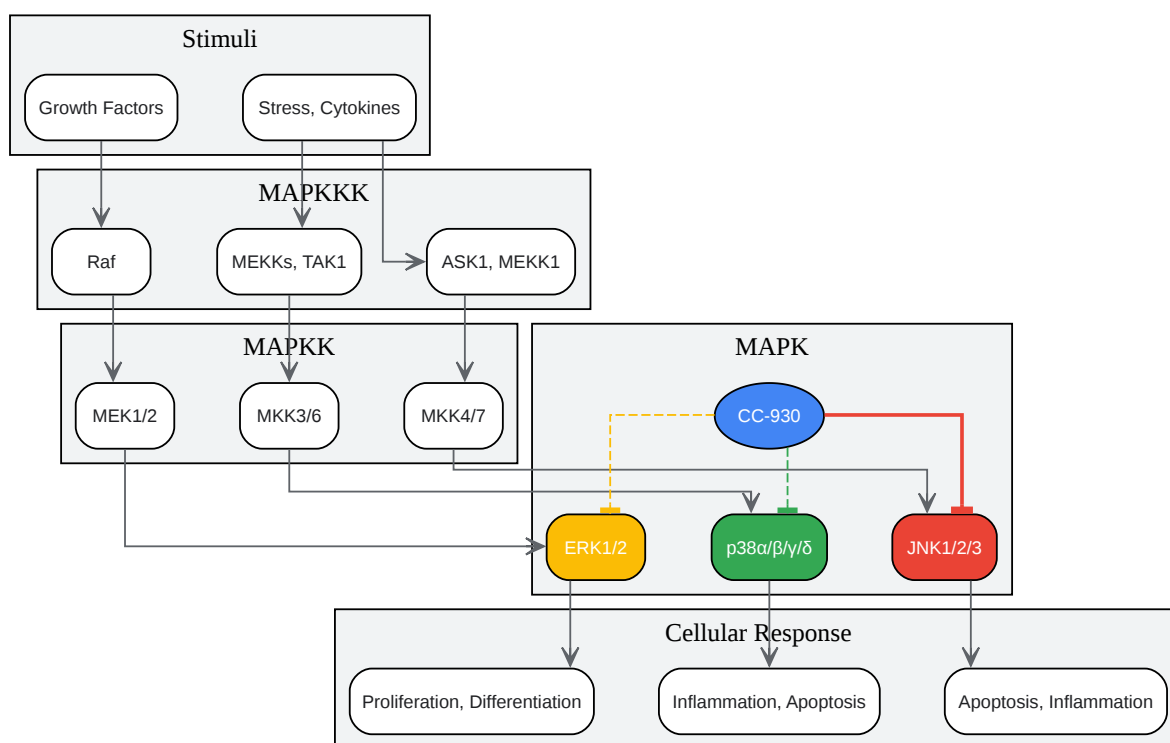 Stimuli
Growth Factors
Stress, Cytokines
MAPKKK
Raf
MEKKs, TAK1
ASK1, MEKK1
MAPKK
MAPK
MEK1/2
MKK3/6
MKK4/7
CC-930
ERK1/2
p38α/β/γ/δ
JNK1/2/3
Cellular Response
Proliferation, Differentiation
Inflammation, Apoptosis
Apoptosis, Inflammation